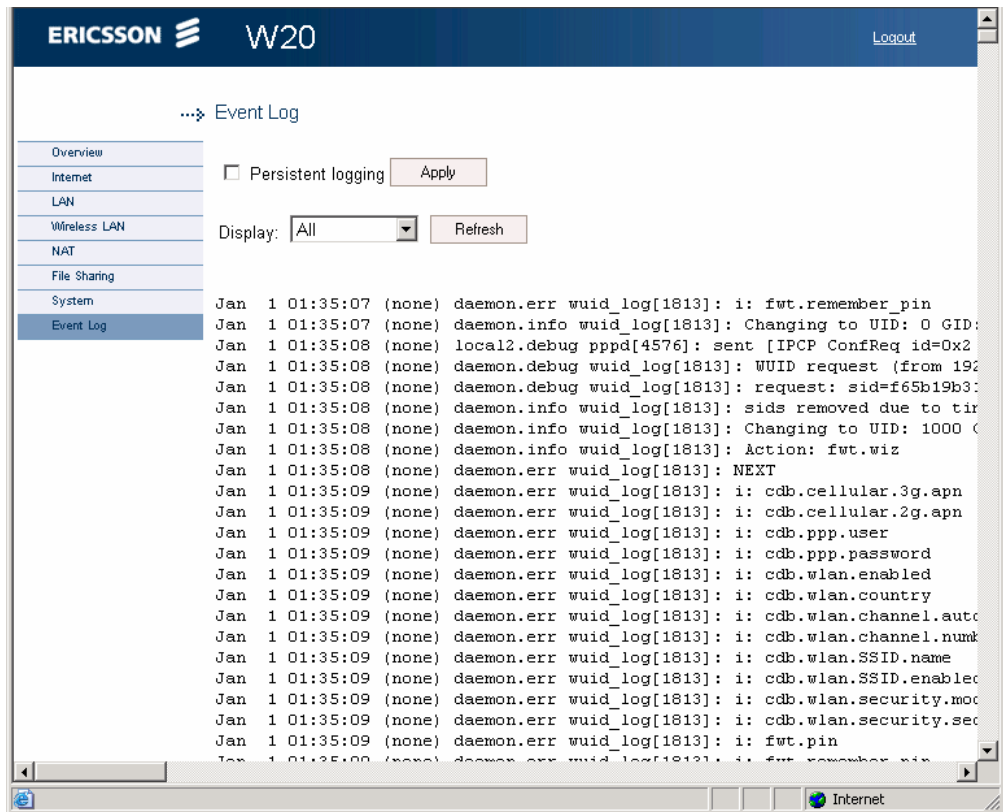 ERICSSON W20 Logout
Event Log
Overview
Internet
LAN
Wireless LAN
NAT
File Sharing
System
Event Log
Persistent logging Apply
Display: All Refresh
Jan 1 01:35:07 (none) daemon.err wuid_log[1813]: i: fwt.remember_pin
Jan 1 01:35:07 (none) daemon.info wuid_log[1813]: Changing to UID: 0 GID:
Jan 1 01:35:08 (none) local2.debug pppd[4576]: sent [IPCP ConfReq id=0x2
Jan 1 01:35:08 (none) daemon.debug wuid_log[1813]: WUID request (from 192
Jan 1 01:35:08 (none) daemon.debug wuid_log[1813]: request: sid=f65b19b3
Jan 1 01:35:08 (none) daemon.info wuid_log[1813]: sids removed due to
Jan 1 01:35:08 (none) daemon.info wuid_log[1813]: Changing to UID: 1000
Jan 1 01:35:08 (none) daemon.info wuid_log[1813]: Action: fwt.wiz
Jan 1 01:35:08 (none) daemon.err wuid_log[1813]: NEXT
Jan 1 01:35:09 (none) daemon.err wuid_log[1813]: i: cdb.cellular.3g.apn
Jan 1 01:35:09 (none) daemon.err wuid_log[1813]: i: cdb.cellular.2g.apn
Jan 1 01:35:09 (none) daemon.err wuid_log[1813]: i: cdb.ppp.user
Jan 1 01:35:09 (none) daemon.err wuid_log[1813]: i: cdb.ppp.password
Jan 1 01:35:09 (none) daemon.err wuid_log[1813]: i: cdb.wlan.enabled
Jan 1 01:35:09 (none) daemon.err wuid_log[1813]: i: cdb.wlan.country
Jan 1 01:35:09 (none) daemon.err wuid_log[1813]: i: cdb.wlan.channel.auto
Jan 1 01:35:09 (none) daemon.err wuid_log[1813]: i: cdb.wlan.channel.numb
Jan 1 01:35:09 (none) daemon.err wuid_log[1813]: i: cdb.wlan.SSID.name
Jan 1 01:35:09 (none) daemon.err wuid_log[1813]: i: cdb.wlan.SSID.enabled
Jan 1 01:35:09 (none) daemon.err wuid_log[1813]: i: cdb.wlan.security.mod
Jan 1 01:35:09 (none) daemon.err wuid_log[1813]: i: cdb.wlan.security.sec
Jan 1 01:35:09 (none) daemon.err wuid_log[1813]: i: fwt.pin
Jan 1 01:35:09 (none) daemon.err wuid_log[1813]: i: fwt.remember_pin
Internet